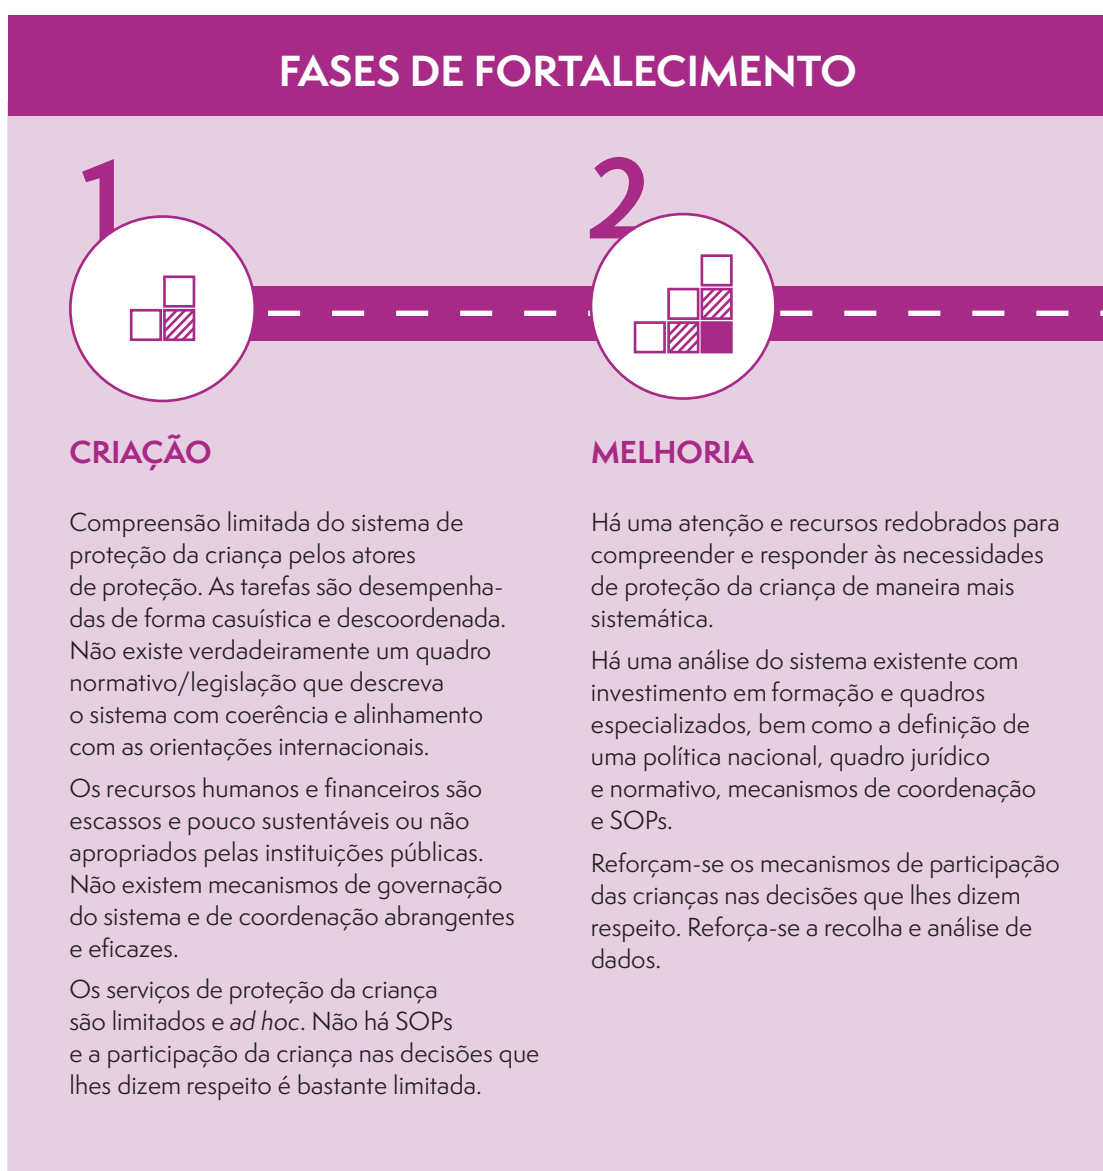 FASES DE FORTALECIMENTO
1
CRIAÇÃO
Compreensão limitada do sistema de
proteção da criança pelos atores
de proteção. As tarefas são desempenha-
das de forma casuística e descoordenada.
Não existe verdadeiramente um quadro
normativo/legislação que descreva
o sistema com coerência e alinhamento
com as orientações internacionais.
Os recursos humanos e financeiros são
escassos e pouco sustentáveis ou não
apropriados pelas instituições públicas.
Não existem mecanismos de governação
do sistema e de coordenação abrangentes
e eficazes.
Os serviços de proteção da criança
são limitados e ad hoc. Não há SOPs
e a participação da criança nas decisões que
lhes dizem respeito é bastante limitada.
2
MELHORIA
Há uma atenção e recursos redobrados para
compreender e responder às necessidades
de proteção da criança de maneira mais
sistemática.
Há uma análise do sistema existente com
investimento em formação e quadros
especializados, bem como a definição de
uma política nacional, quadro jurídico
e normativo, mecanismos de coordenação
e SOPs.
Reforçam-se os mecanismos de participação
das crianças nas decisões que lhes dizem
respeito. Reforça-se a recolha e análise de
dados.